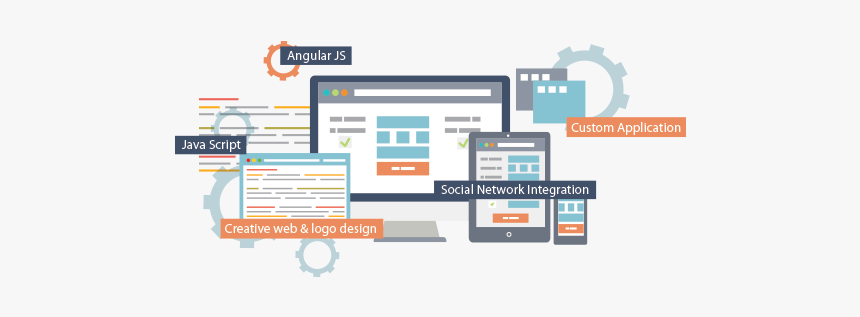 Angular JS
Custom Application
Java Script
Social Network Integration
Creative web & logo design